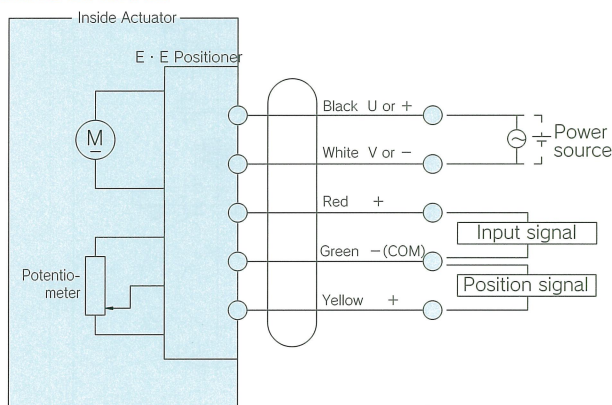 Inside Actuator
E · E Positioner
M
Potentio-
meter
Black U or +
White V or −
Red +
Green −(COM)
Yellow +
Power
source
Input signal
Position signal